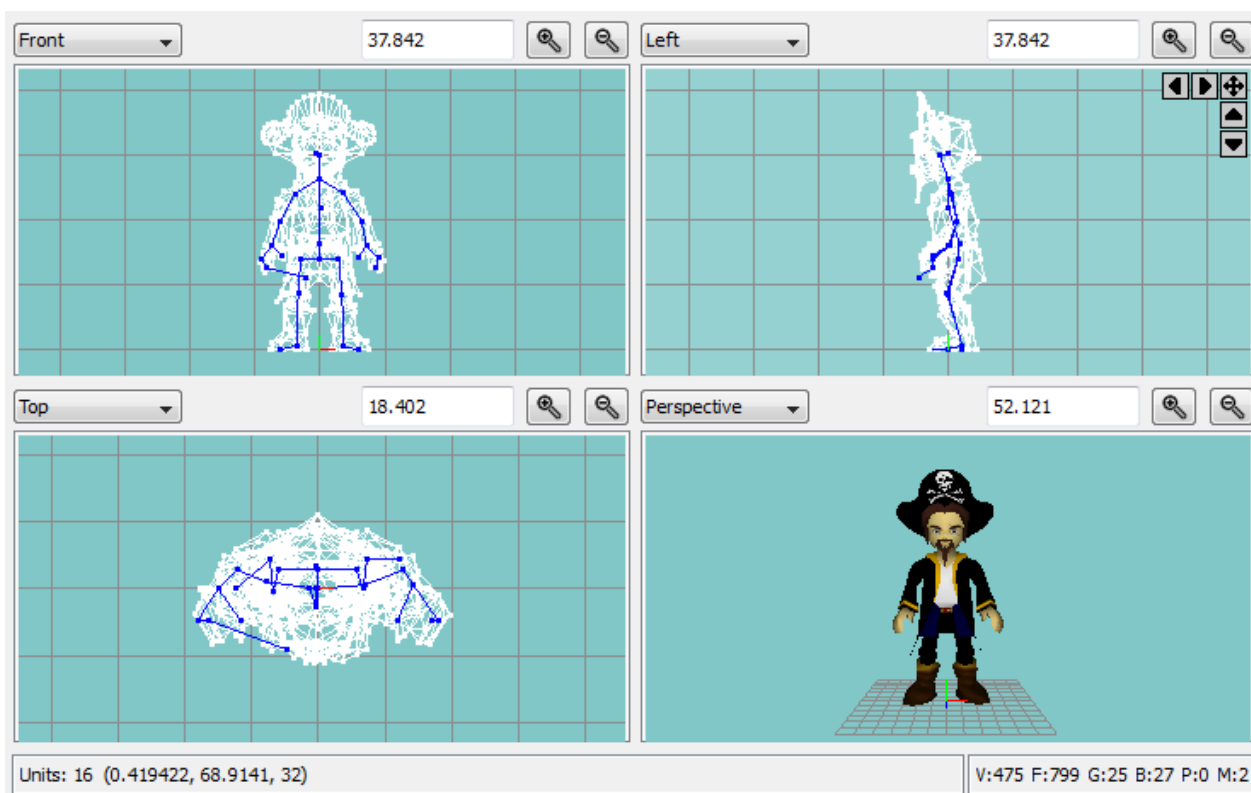 Front 37.842 Left 37.842
Top 18.402 Perspective 52.121
Units: 16 (0.419422, 68.9141, 32) V:475 F:799 G:25 B:27 P:0 M:2